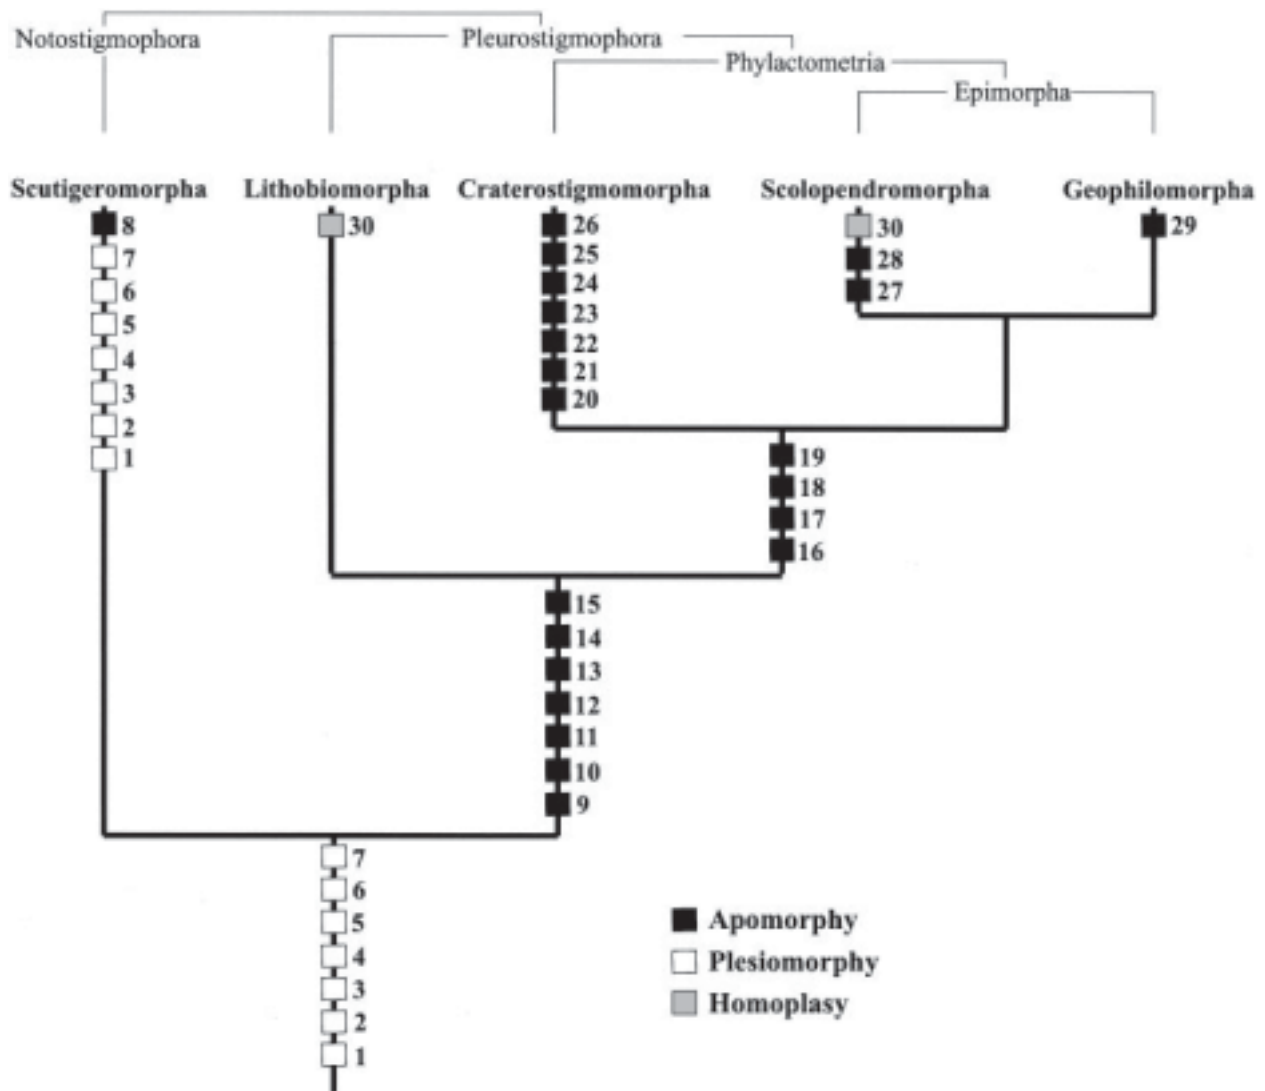 Notostigmophora
Pleurostigmophora
Phylactometria
Epimorpha
Scutigeromorpha Lithobiomorpha Craterostigmomorpha Scolopendromorpha Geophilomorpha
8 30 26 30 29
7 25 28
6 24 27
5 23
4 22
3 21
2 20
1 19
18
17
16
15
14
13
12
11
10
9
7
6
5
4
3
2
1
Apomorphy
Plesiomorphy
Homoplasy